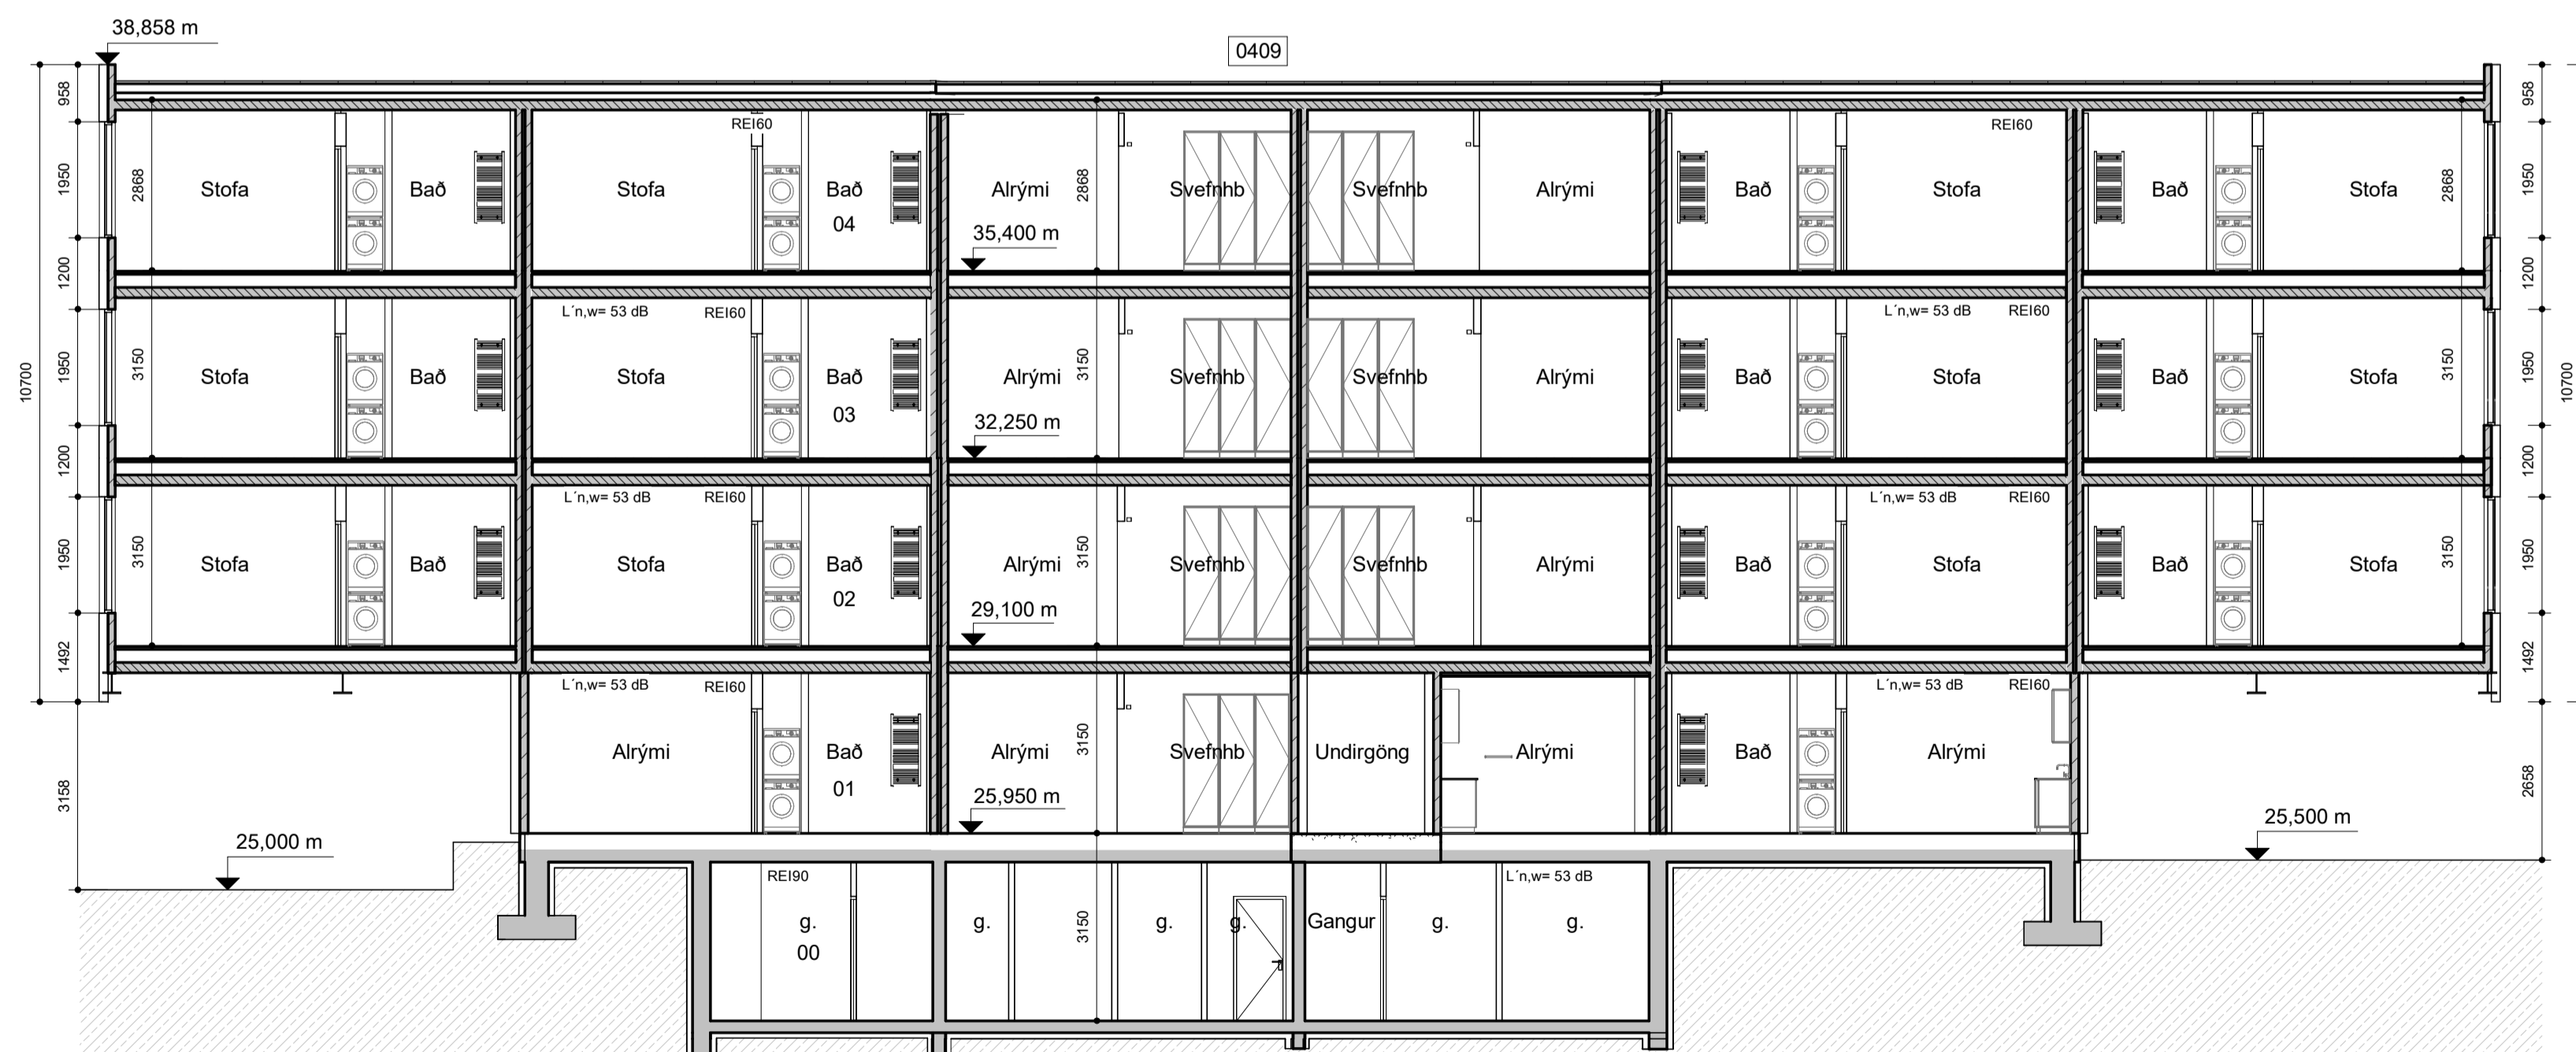 38,858 m
0409
958
958
REI60
REI60
1950
2868
Stofa
Bað
Stofa
Bað
Alrými
2868
Svefnhb
Svefnhb
Alrými
Bað
Stofa
Bað
Stofa
2868
1950
04
35,400 m
1200
1200
L´n,w= 53 dB
REI60
L´n,w= 53 dB
REI60
10700
1950
3150
Stofa
Bað
Stofa
Bað
Alrými
3150
Svefnhb
Svefnhb
Alrými
Bað
Stofa
Bað
Stofa
3150
1950
10700
03
32,250 m
1200
1200
L´n,w= 53 dB
REI60
L´n,w= 53 dB
REI60
1950
3150
Stofa
Bað
Stofa
Bað
Alrými
3150
Svefnhb
Svefnhb
Alrými
Bað
Stofa
Bað
Stofa
3150
1950
02
29,100 m
1492
1492
L´n,w= 53 dB
REI60
L´n,w= 53 dB
REI60
Alrými
Bað
Alrými
3150
Svefnhb
Undirgöng
Alrými
Bað
Alrými
3158
2658
01
25,950 m
25,000 m
25,500 m
REI90
L´n,w= 53 dB
g.
g.
3150
g.
g.
Gangur
g.
g.
00